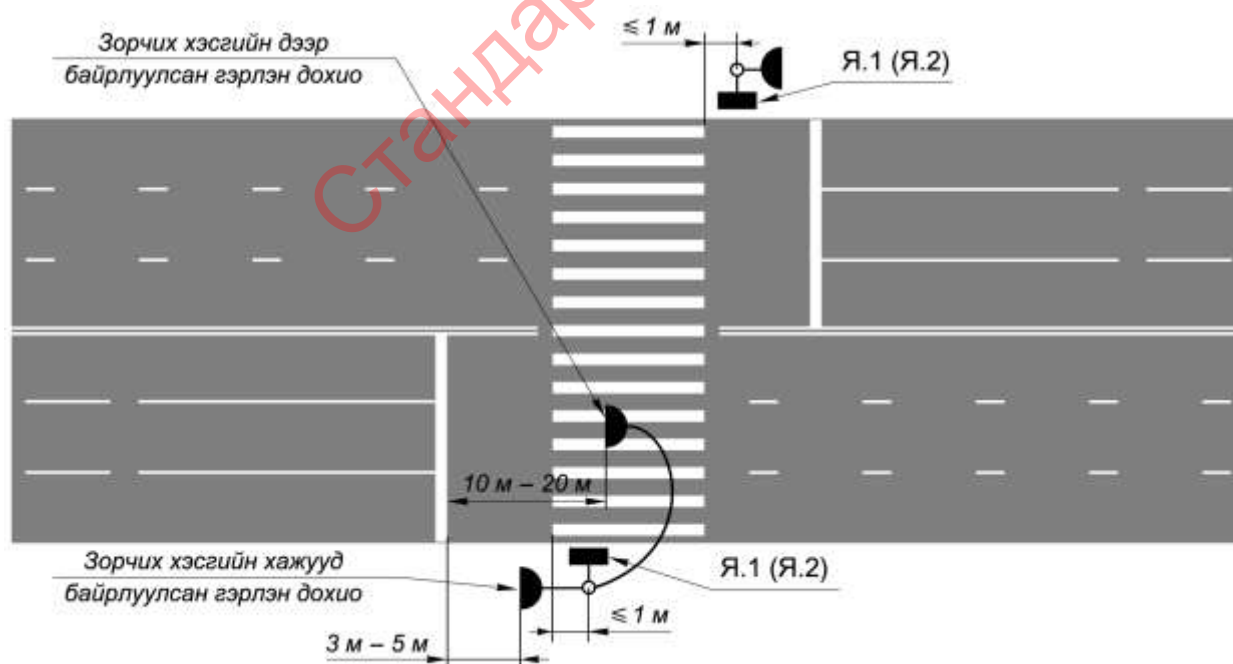 Зорчих хэсгийн дээр
байрлуулсан гэрлэн дохио
≤ 1 м
Я.1 (Я.2)
Стандар
10 м – 20 м
Зорчих хэсгийн хажууд
байрлуулсан гэрлэн дохио
Я.1 (Я.2)
≤ 1 м
3 м – 5 м